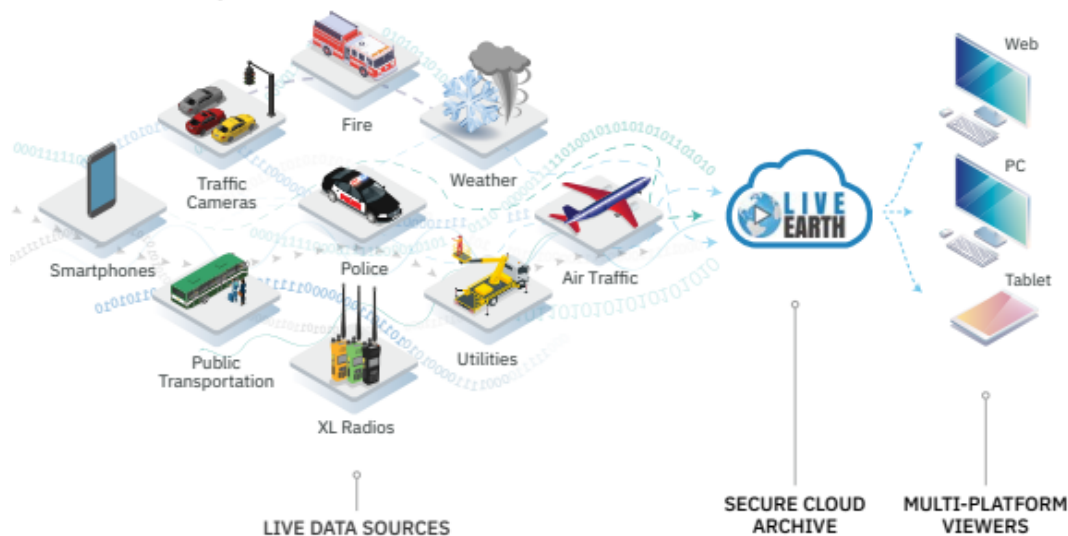 Fire
Weather
Traffic
Cameras
Smartphones
Police
Air Traffic
Public
Transportation
Utilities
XL Radios
LIVE DATA SOURCES
LIVE
EARTH
SECURE CLOUD
ARCHIVE
Web
PC
Tablet
MULTI-PLATFORM
VIEWERS